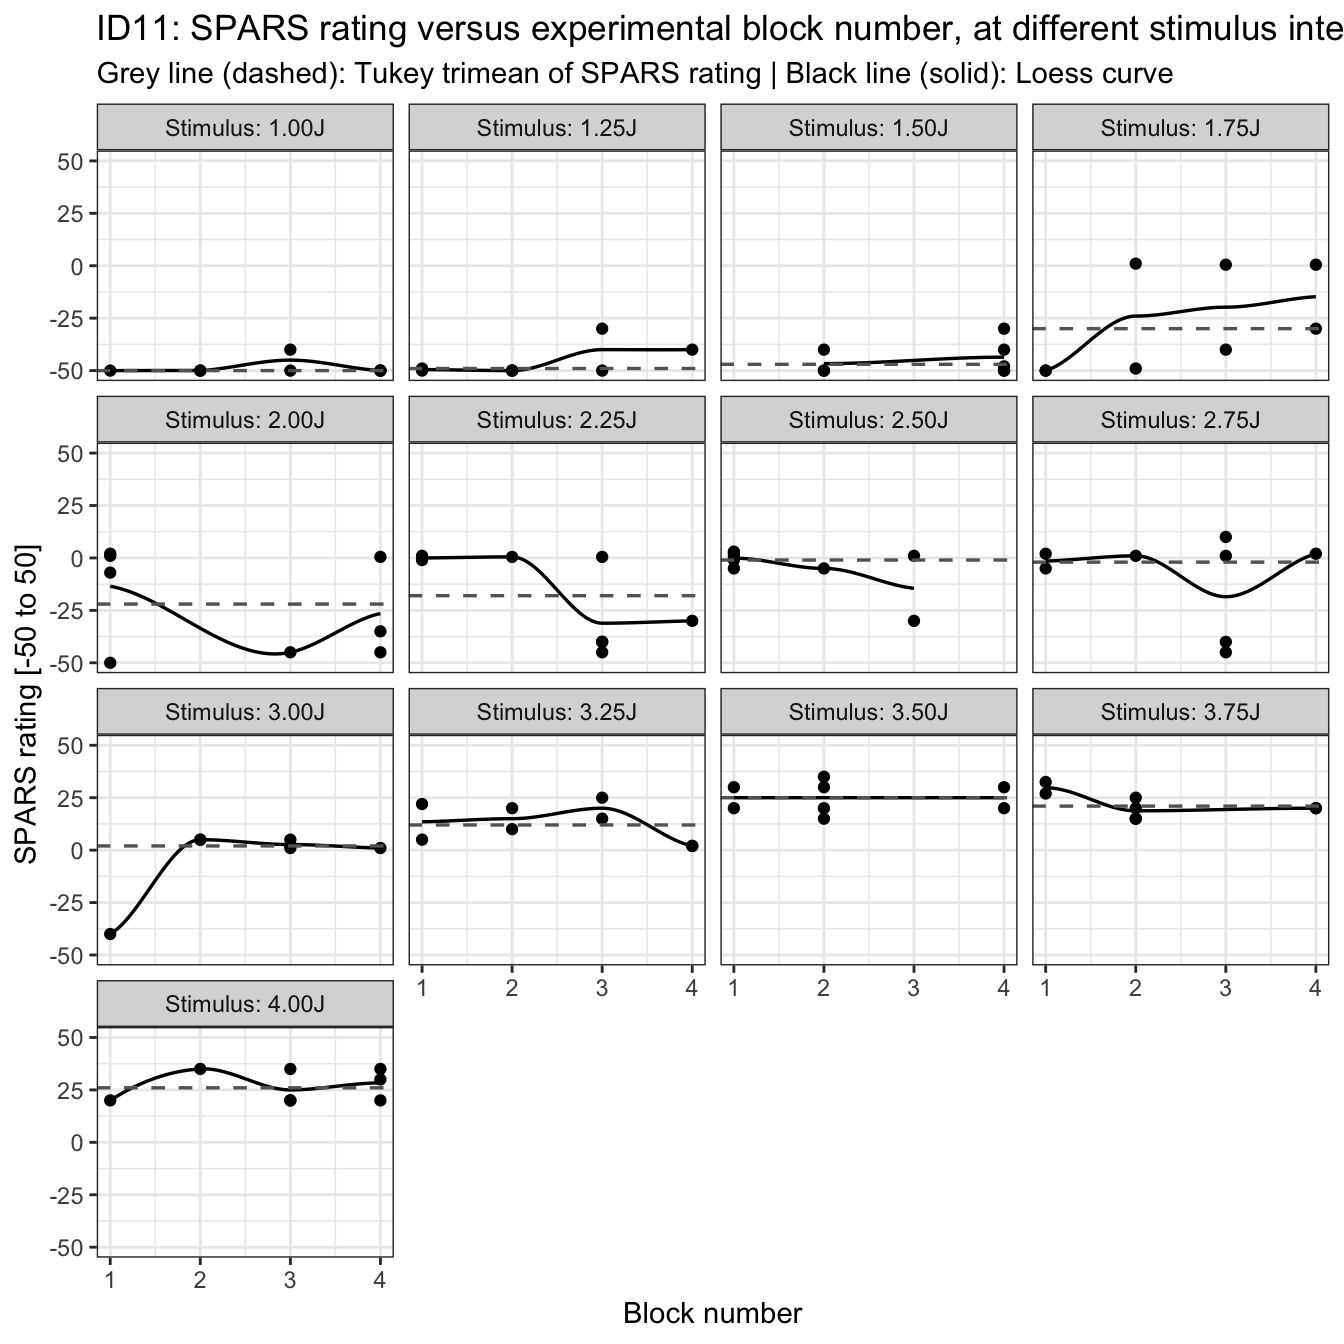 ID11: SPARS rating versus experimental block number, at different stimulus inte
Grey line (dashed): Tukey trimean of SPARS rating | Black line (solid): Loess curve
Stimulus: 1.00J Stimulus: 1.25J Stimulus: 1.50J Stimulus: 1.75J
50
25
0
-25
-50
Stimulus: 2.00J Stimulus: 2.25J Stimulus: 2.50J Stimulus: 2.75J
50
25
0
-25
-50
SPARS rating [-50 to 50]
Stimulus: 3.00J Stimulus: 3.25J Stimulus: 3.50J Stimulus: 3.75J
50
25
0
-25
-50
1 2 3 4 1 2 3 4 1 2 3 4
Stimulus: 4.00J
50
25
0
-25
-50
1 2 3 4
Block number